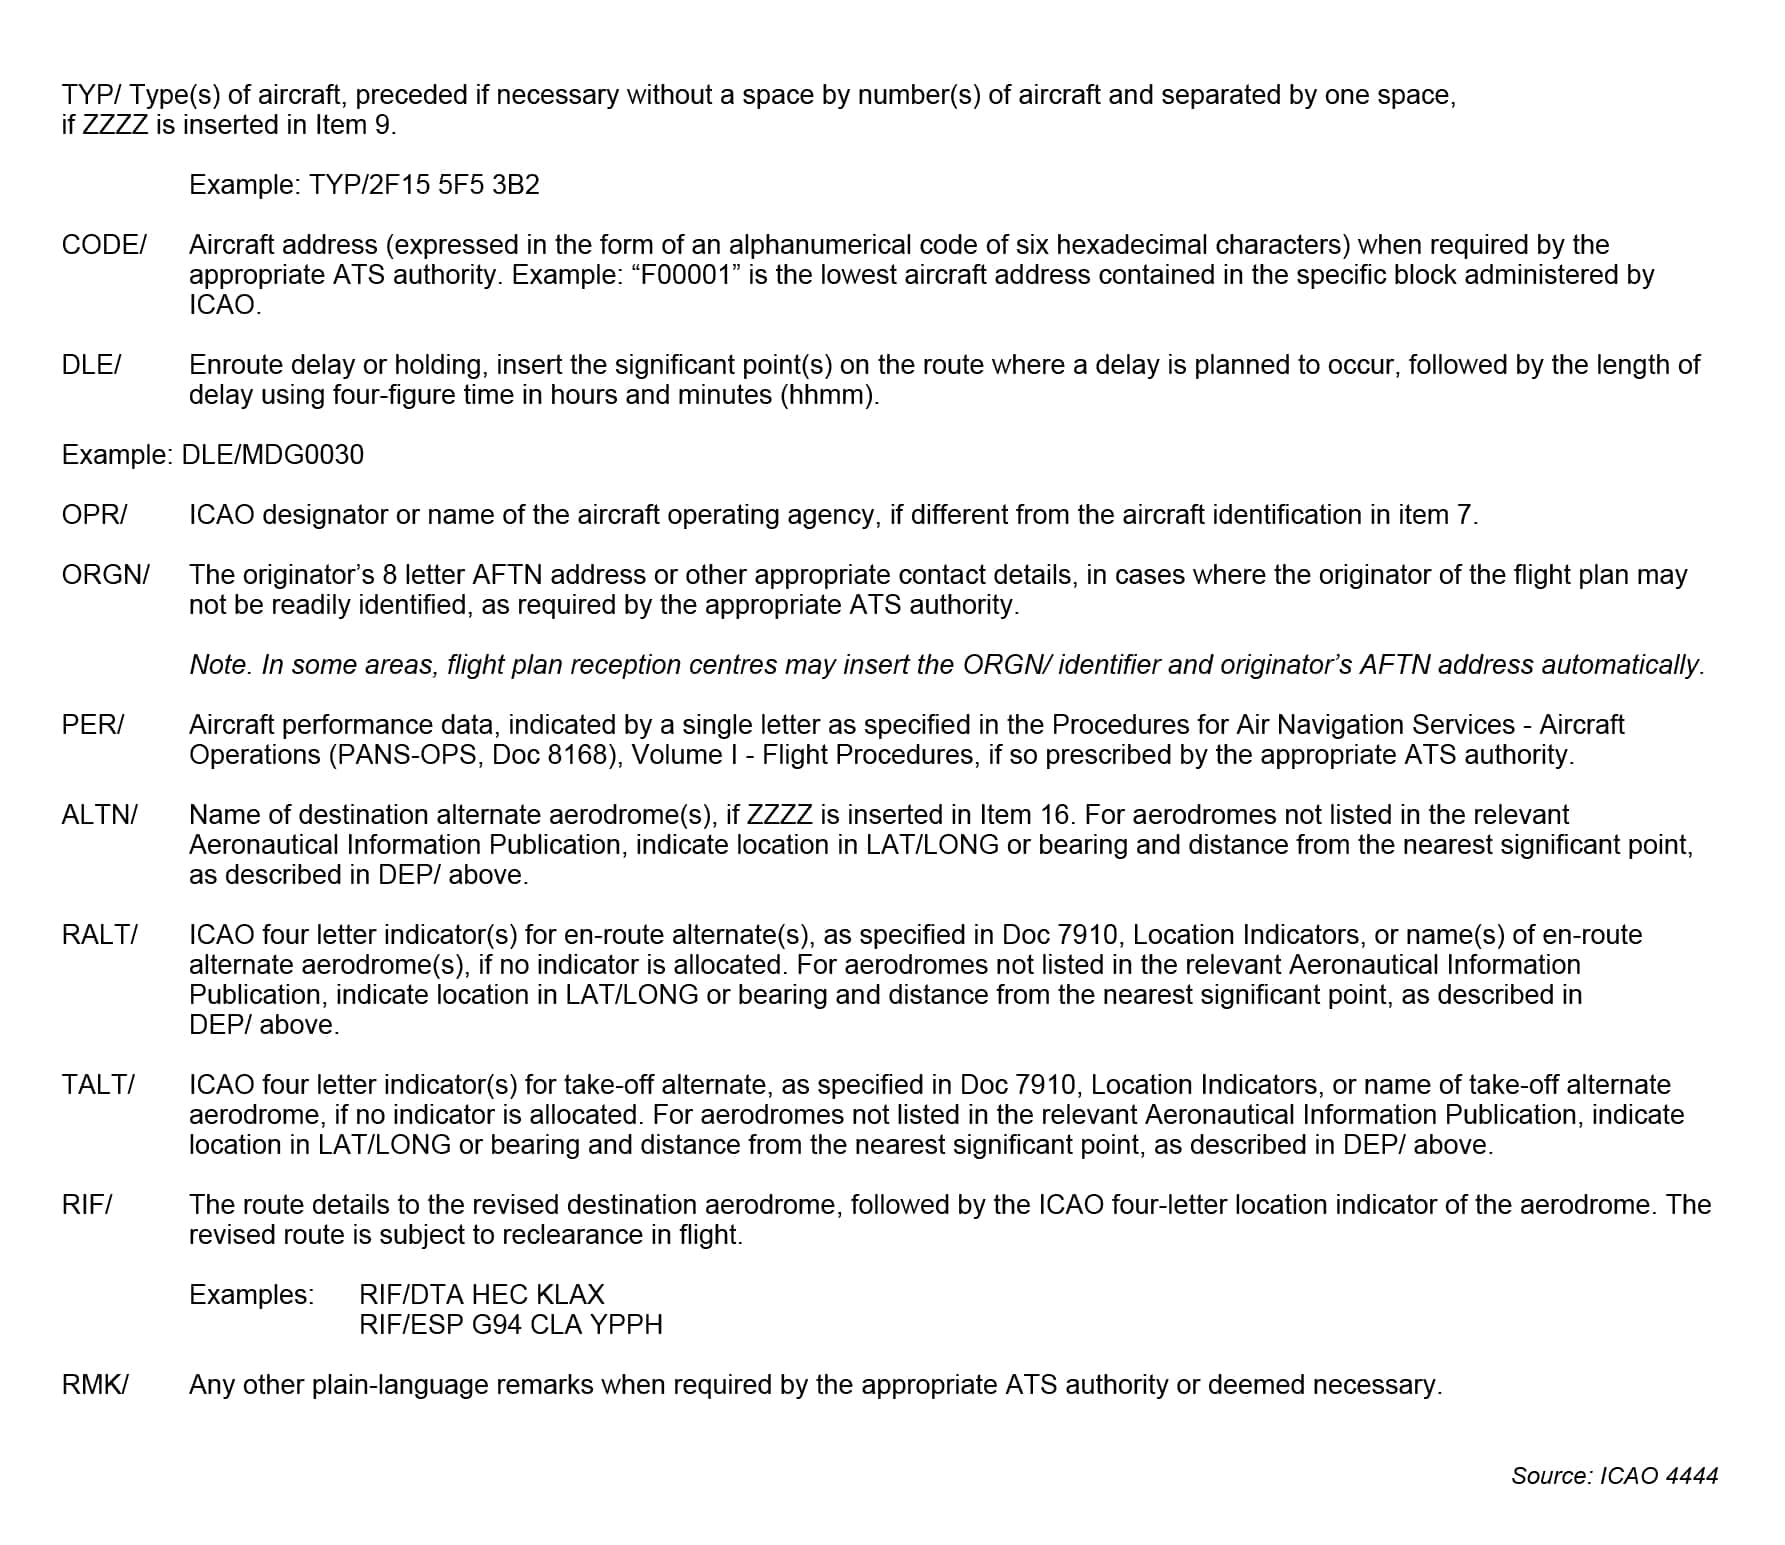 TYP/ Type(s) of aircraft, preceded if necessary without a space by number(s) of aircraft and separated by one space,
if ZZZZ is inserted in Item 9.
Example: TYP/2F15 5F5 3B2
CODE/ Aircraft address (expressed in the form of an alphanumerical code of six hexadecimal characters) when required by the
appropriate ATS authority. Example: “F00001” is the lowest aircraft address contained in the specific block administered by
ICAO.
DLE/ Enroute delay or holding, insert the significant point(s) on the route where a delay is planned to occur, followed by the length of
delay using four-figure time in hours and minutes (hhmm).
Example: DLE/MDG0030
OPR/ ICAO designator or name of the aircraft operating agency, if different from the aircraft identification in item 7.
ORGN/ The originator’s 8 letter AFTN address or other appropriate contact details, in cases where the originator of the flight plan may
not be readily identified, as required by the appropriate ATS authority.
Note. In some areas, flight plan reception centres may insert the ORGN/ identifier and originator’s AFTN address automatically.
PER/ Aircraft performance data, indicated by a single letter as specified in the Procedures for Air Navigation Services - Aircraft
Operations (PANS-OPS, Doc 8168), Volume I - Flight Procedures, if so prescribed by the appropriate ATS authority.
ALTN/ Name of destination alternate aerodrome(s), if ZZZZ is inserted in Item 16. For aerodromes not listed in the relevant
Aeronautical Information Publication, indicate location in LAT/LONG or bearing and distance from the nearest significant point,
as described in DEP/ above.
RALT/ ICAO four letter indicator(s) for en-route alternate(s), as specified in Doc 7910, Location Indicators, or name(s) of en-route
alternate aerodrome(s), if no indicator is allocated. For aerodromes not listed in the relevant Aeronautical Information
Publication, indicate location in LAT/LONG or bearing and distance from the nearest significant point, as described in
DEP/ above.
TALT/ ICAO four letter indicator(s) for take-off alternate, as specified in Doc 7910, Location Indicators, or name of take-off alternate
aerodrome, if no indicator is allocated. For aerodromes not listed in the relevant Aeronautical Information Publication, indicate
location in LAT/LONG or bearing and distance from the nearest significant point, as described in DEP/ above.
RIF/ The route details to the revised destination aerodrome, followed by the ICAO four-letter location indicator of the aerodrome. The
revised route is subject to reclearance in flight.
Examples: RIF/DTA HEC KLAX
RIF/ESP G94 CLA YPPH
RMK/ Any other plain-language remarks when required by the appropriate ATS authority or deemed necessary.
Source: ICAO 4444